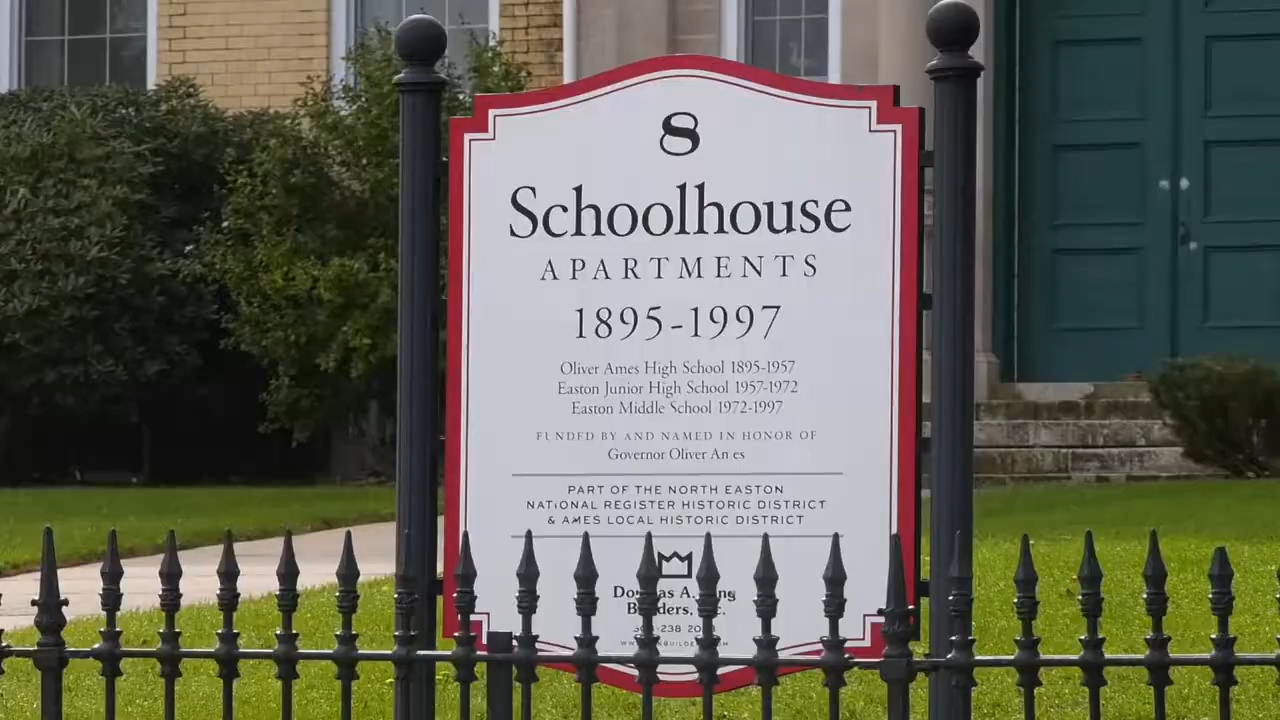 8
Schoolhouse
APARTMENTS
1895-1997
Oliver Ames High School 1895-1957
Easton Junior High School 1957-1972
Easton Middle School 1972-1997
FUNDED BY AND NAMED IN HONOR OF
Governor Oliver Ames
PART OF THE NORTH EASTON
NATIONAL REGISTER HISTORIC DISTRICT
& AMES LOCAL HISTORIC DISTRICT
A.